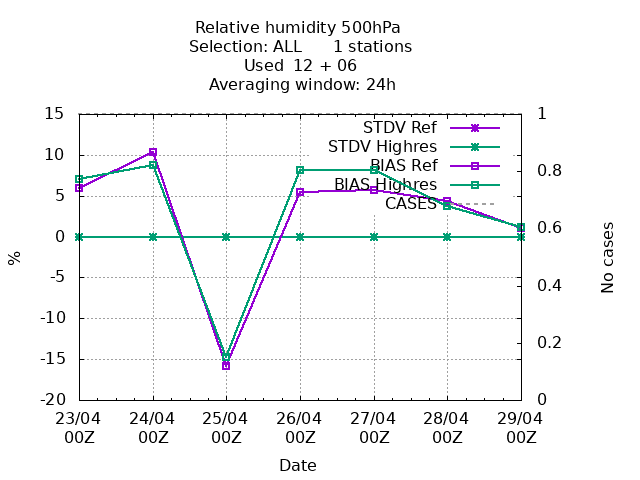 Relative humidity 500hPa
Selection: ALL 1 stations
Used 12 + 06
Averaging window: 24h
15
10
5
0
-5
-10
-15
-20
%
STDV Ref
STDV Highres
BIAS Ref
BIAS Highres
CASES
1
0.8
0.6
0.4
0.2
0
No cases
23/04 24/04 25/04 26/04 27/04 28/04 29/04
00Z 00Z 00Z 00Z 00Z 00Z 00Z
Date